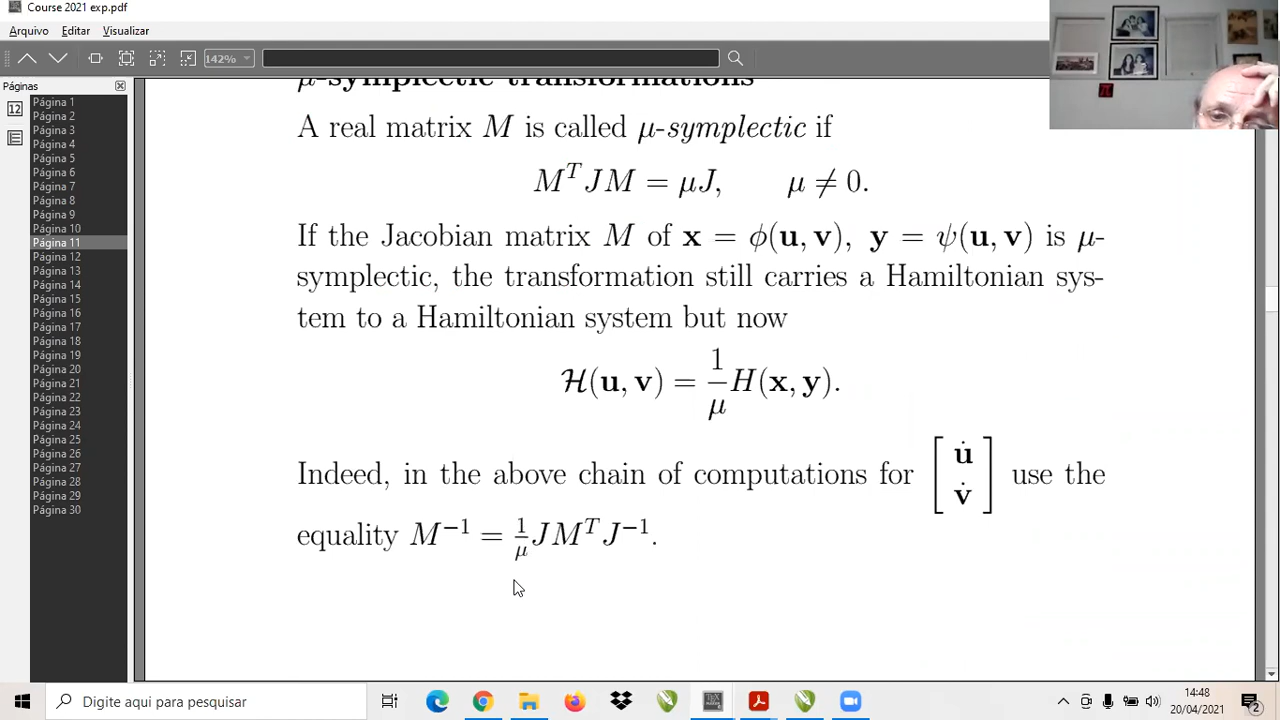 Course 2021 exp.pdf
Arquivo Editar Visualizar
142%
Páginas
Página 1
Página 2
Página 3
Página 4
Página 5
Página 6
Página 7
Página 8
Página 9
Página 10
Página 11
Página 12
Página 13
Página 14
Página 15
Página 16
Página 17
Página 18
Página 19
Página 20
Página 21
Página 22
Página 23
Página 24
Página 25
Página 26
Página 27
Página 28
Página 29
Página 30
μ-symplectic transformations
A real matrix M is called μ-symplectic if
M^T JM = μJ, μ ≠ 0.
If the Jacobian matrix M of x = ϕ(u, v), y = ψ(u, v) is μ-
symplectic, the transformation still carries a Hamiltonian sys-
tem to a Hamiltonian system but now
ℋ(u, v) = 1/μ H(x, y).
Indeed, in the above chain of computations for [u̇ v̇] use the
equality M^−1 = 1/μ JM^T J^−1.
Digite aqui para pesquisar
14:48
20/04/2021
2